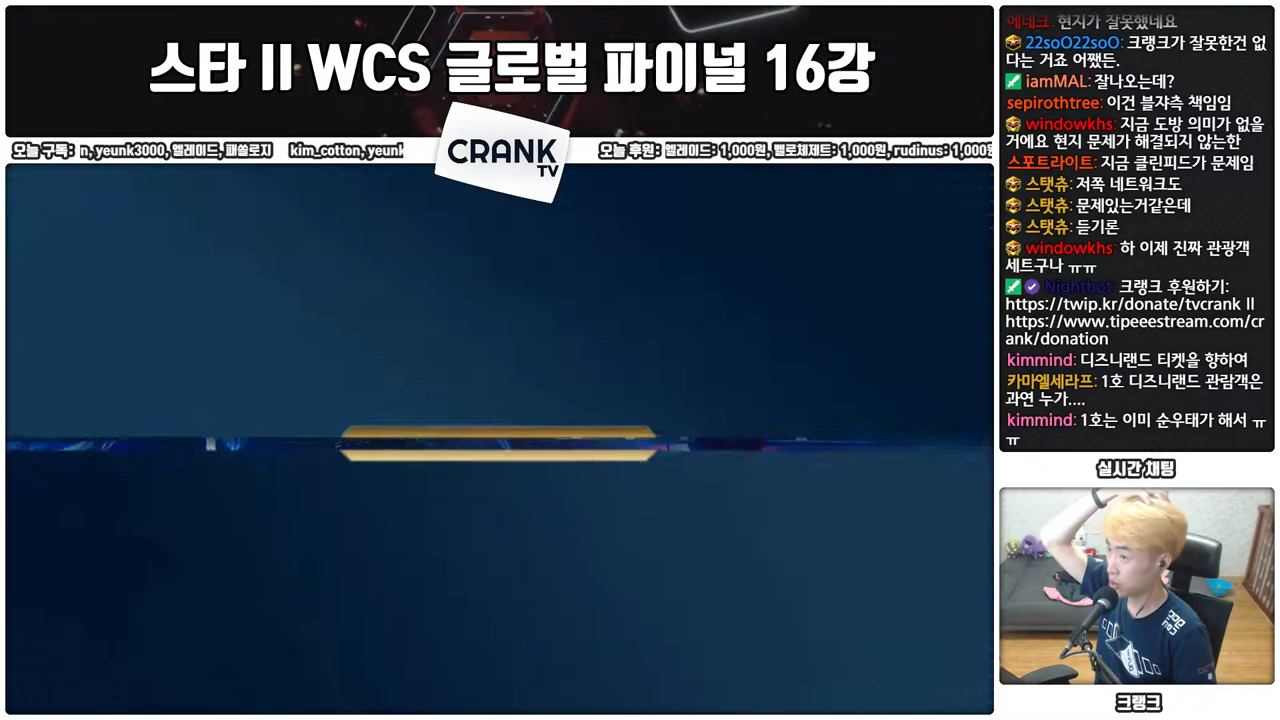 스타 II WCS 글로벌 파이널 16강
오늘 구독: n, yeunk3000, 엘레이드, 패쏠로지 kim_cotton, yeunk
오늘 후원: 엘레이드: 1,000원, 벨로체제트: 1,000원, rudinus: 1,000원
CRANK
TV
에네크: 현지가 잘못했네요
22soO22soO: 크랭크가 잘못한건 없
다는 거죠 어쨌든.
iamMAL: 잘나오는데?
sepirothtree: 이건 블쟈측 책임임
windowkhs: 지금 도방 의미가 없을
거에요 현지 문제가 해결되지 않는한
스포트라이트: 지금 클린피드가 문제임
스탯츄: 저쪽 네트워크도
스탯츄: 문제있는거같은데
스탯츄: 듣기론
windowkhs: 하 이제 진짜 관광객
세트구나 ㅠㅠ
Nightbot: 크랭크 후원하기:
https://twip.kr/donate/tvcrank ||
https://www.tipeeestream.com/cr
ank/donation
kimmind: 디즈니랜드 티켓을 향하여
카마엘세라프: 1호 디즈니랜드 관람객은
과연 누가....
kimmind: 1호는 이미 순우태가 해서 ㅠ
ㅠ
실시간 채팅
크랭크